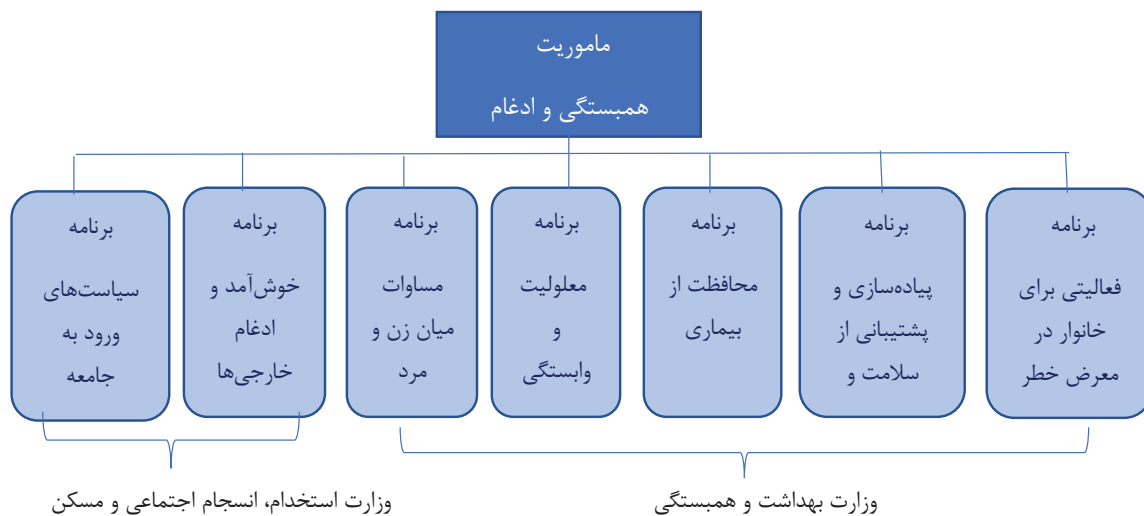 ماموریت
همبستگی و ادغام
برنامه
فعالیتی برای
خانوار در
معرض خطر
برنامه
پیاده‌سازی و
پشتیبانی از
سلامت و
برنامه
محافظت از
بیماری
برنامه
معلولیت
و
وابستگی
برنامه
مساوات
میان زن و
مرد
برنامه
خوش‌آمد و
ادغام
خارجی‌ها
برنامه
سیاست‌های
ورود به
جامعه
وزارت بهداشت و همبستگی
وزارت استخدام، انسجام اجتماعی و مسکن